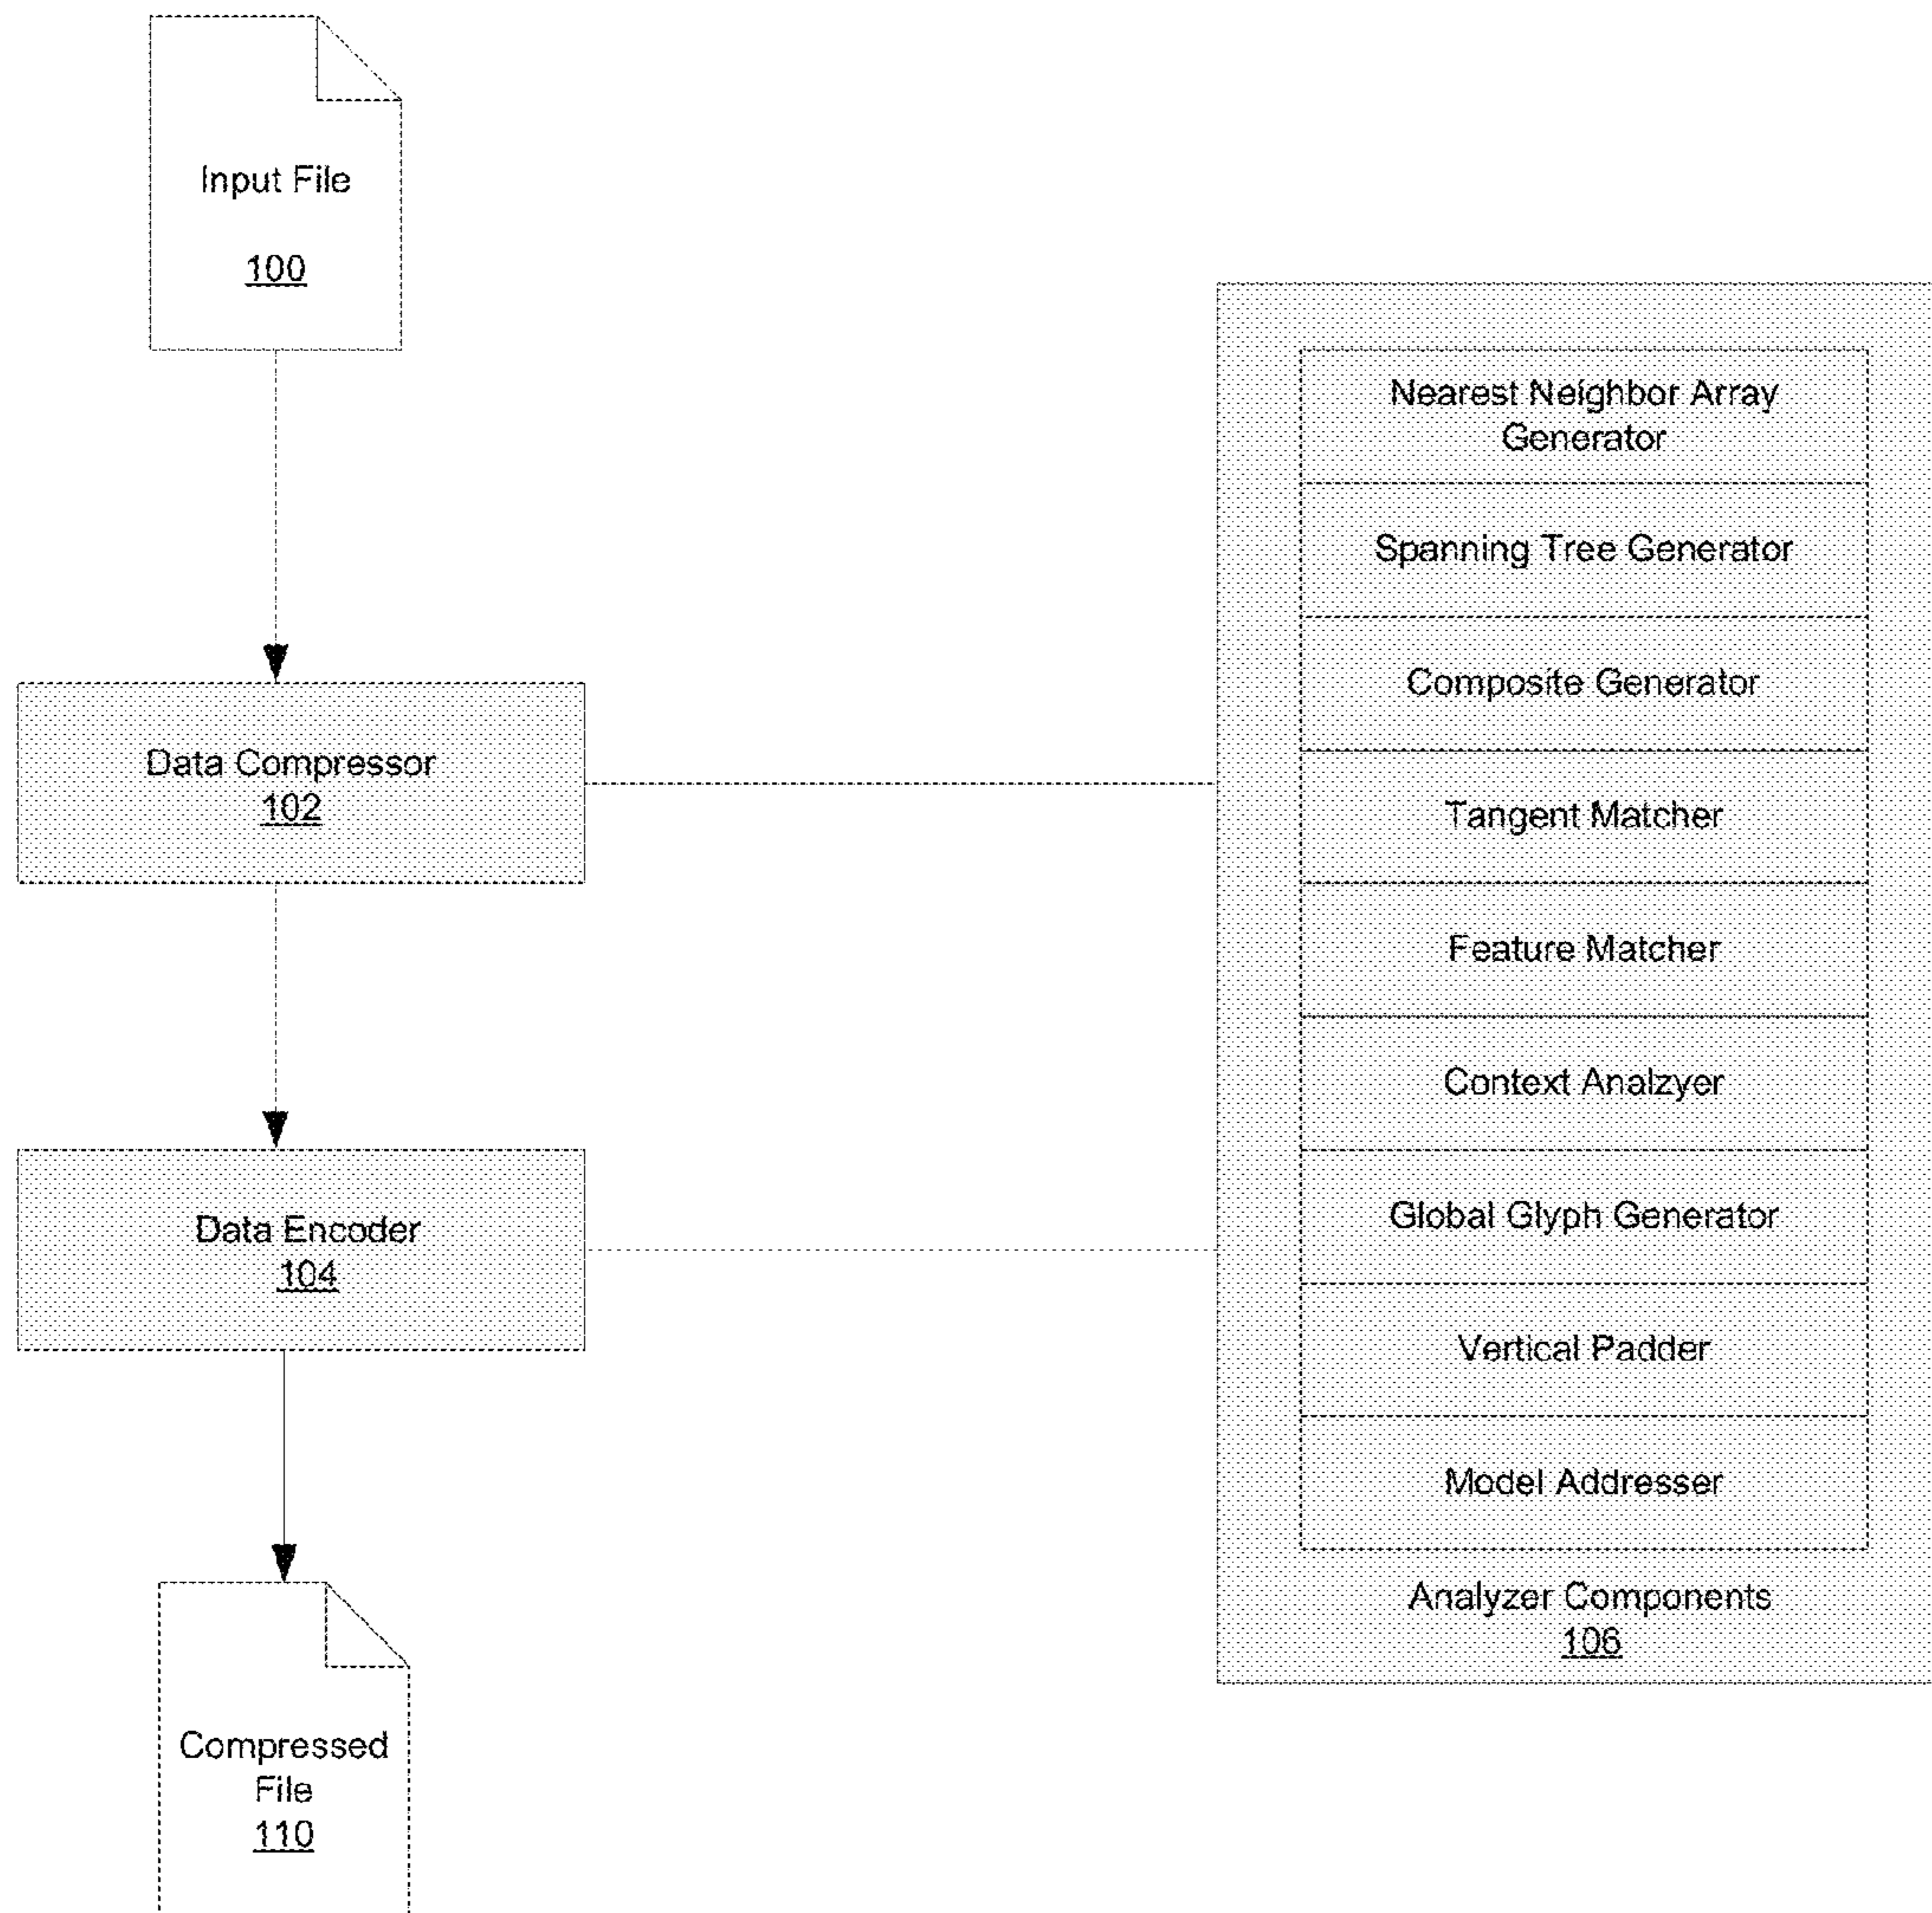 Input File
100
Data Compressor
102
Data Encoder
104
Compressed
File
110
Nearest Neighbor Array
Generator
Spanning Tree Generator
Composite Generator
Tangent Matcher
Feature Matcher
Context Analzyer
Global Glyph Generator
Vertical Padder
Model Addresser
Analyzer Components
106